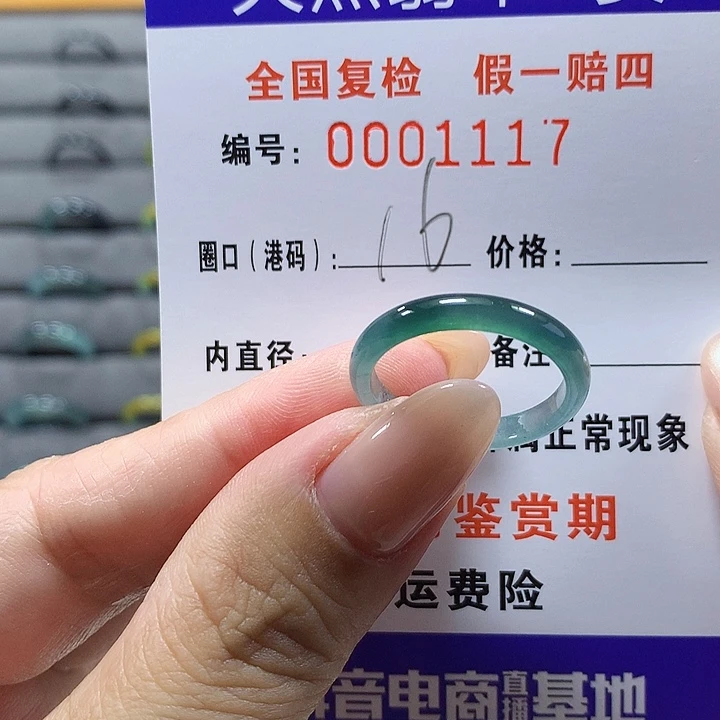 全国复检 假一赔四
编号: 0001117
圈口(港码): 16 价格:
内直径 备注
属正常现象
鉴赏期
运费险
音电商直播基地